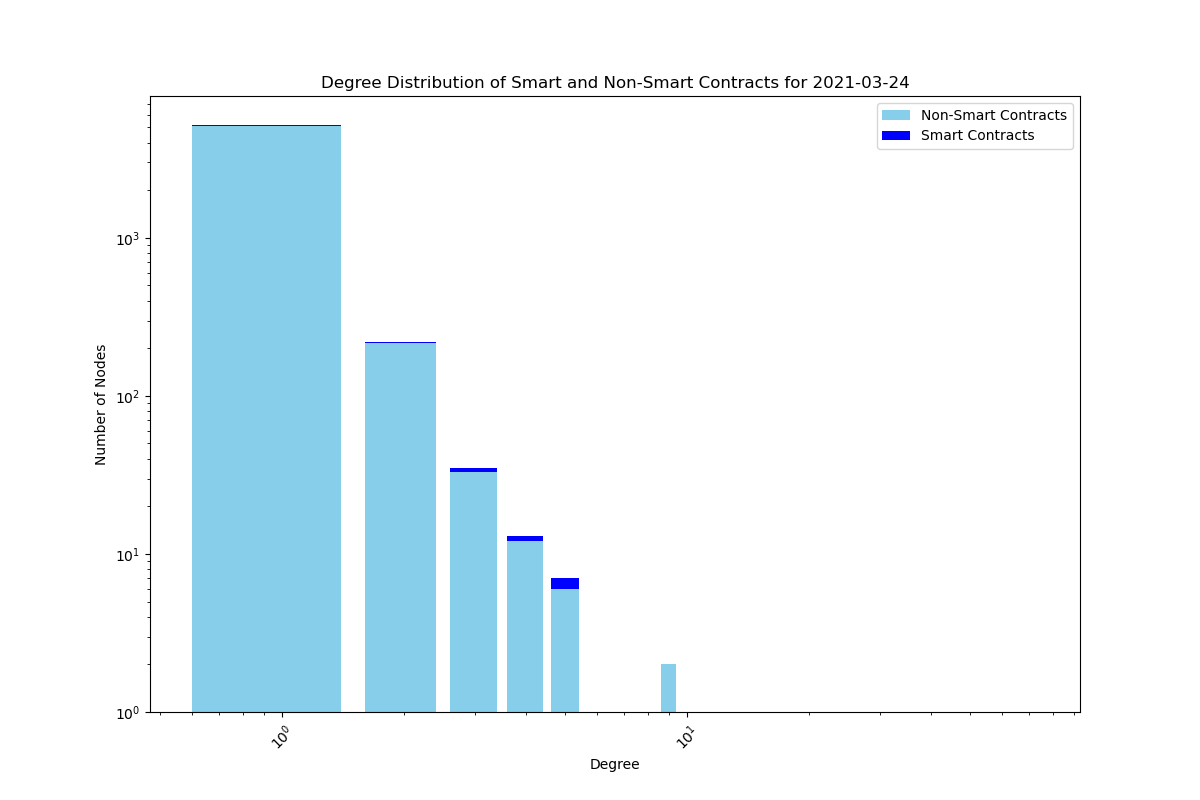 Degree Distribution of Smart and Non-Smart Contracts for 2021-03-24
Non-Smart Contracts
Smart Contracts
Number of Nodes
10³
10²
10¹
10⁰
10⁰
10¹
Degree